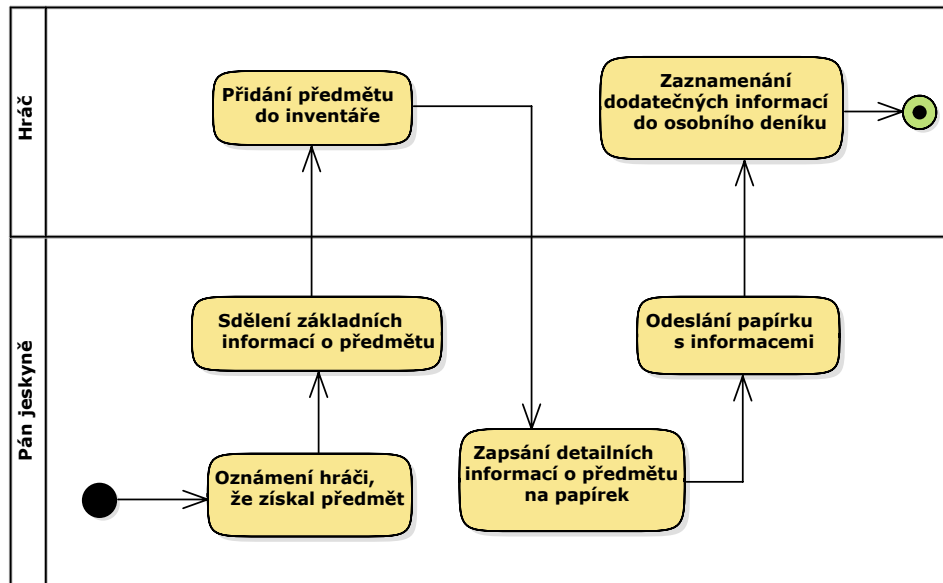 Hráč
Přidání předmětu
do inventáře
Zaznamenání
dodatečných informací
do osobního deníku
Pán jeskyně
Sdělení základních
informací o předmětu
Odeslání papírku
s informacemi
Oznámení hráči,
že získal předmět
Zapsání detailních
informací o předmětu
na papírek